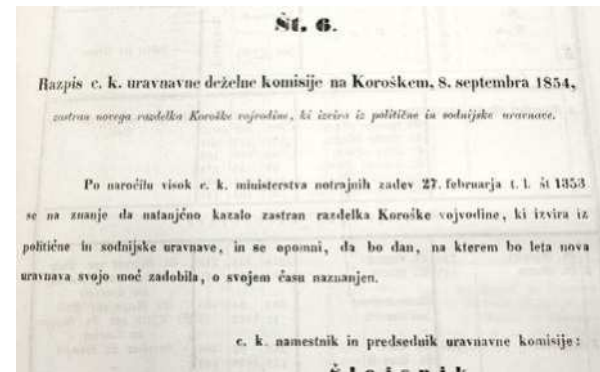 Št. 6.
Razpis c. k. uravnavne deželne komisije na Koroškem, 8. septembra 1854,
zastran novega razdelka Koroške vojvodine, ki izvira iz politične in sodnijske uravnave.
Po naročilu visok c. k. ministerstva notrajnih zadev 27. februarja t. l. št 1353
se na znanje da natanjčno kazalo zastran razdelka Koroške vojvodine, ki izvira iz
politične in sodnijske uravnave, in se opomni, da bo dan, na kterem bo leta nova
uravnava svojo moč zadobila, o svojem času naznanjen.
c. k. namestnik in predsednik uravnavne komisije: